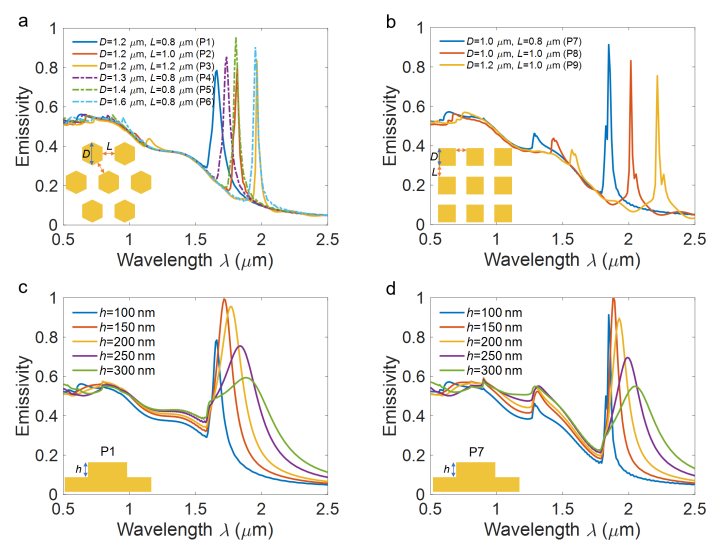 a
D=1.2 μm, L=0.8 μm (P1)
D=1.2 μm, L=1.0 μm (P2)
D=1.2 μm, L=1.2 μm (P3)
D=1.3 μm, L=0.8 μm (P4)
D=1.4 μm, L=0.8 μm (P5)
D=1.6 μm, L=0.8 μm (P6)
D
L
Emissivity
1
0.8
0.6
0.4
0.2
0
0.5 1 1.5 2 2.5
Wavelength λ (μm)
b
D=1.0 μm, L=0.8 μm (P7)
D=1.0 μm, L=1.0 μm (P8)
D=1.2 μm, L=1.0 μm (P9)
D
L
Emissivity
1
0.8
0.6
0.4
0.2
0
0.5 1 1.5 2 2.5
Wavelength λ (μm)
c
h=100 nm
h=150 nm
h=200 nm
h=250 nm
h=300 nm
P1
h
Emissivity
1
0.8
0.6
0.4
0.2
0
0.5 1 1.5 2 2.5
Wavelength λ (μm)
d
h=100 nm
h=150 nm
h=200 nm
h=250 nm
h=300 nm
P7
h
Emissivity
1
0.8
0.6
0.4
0.2
0
0.5 1 1.5 2 2.5
Wavelength λ (μm)